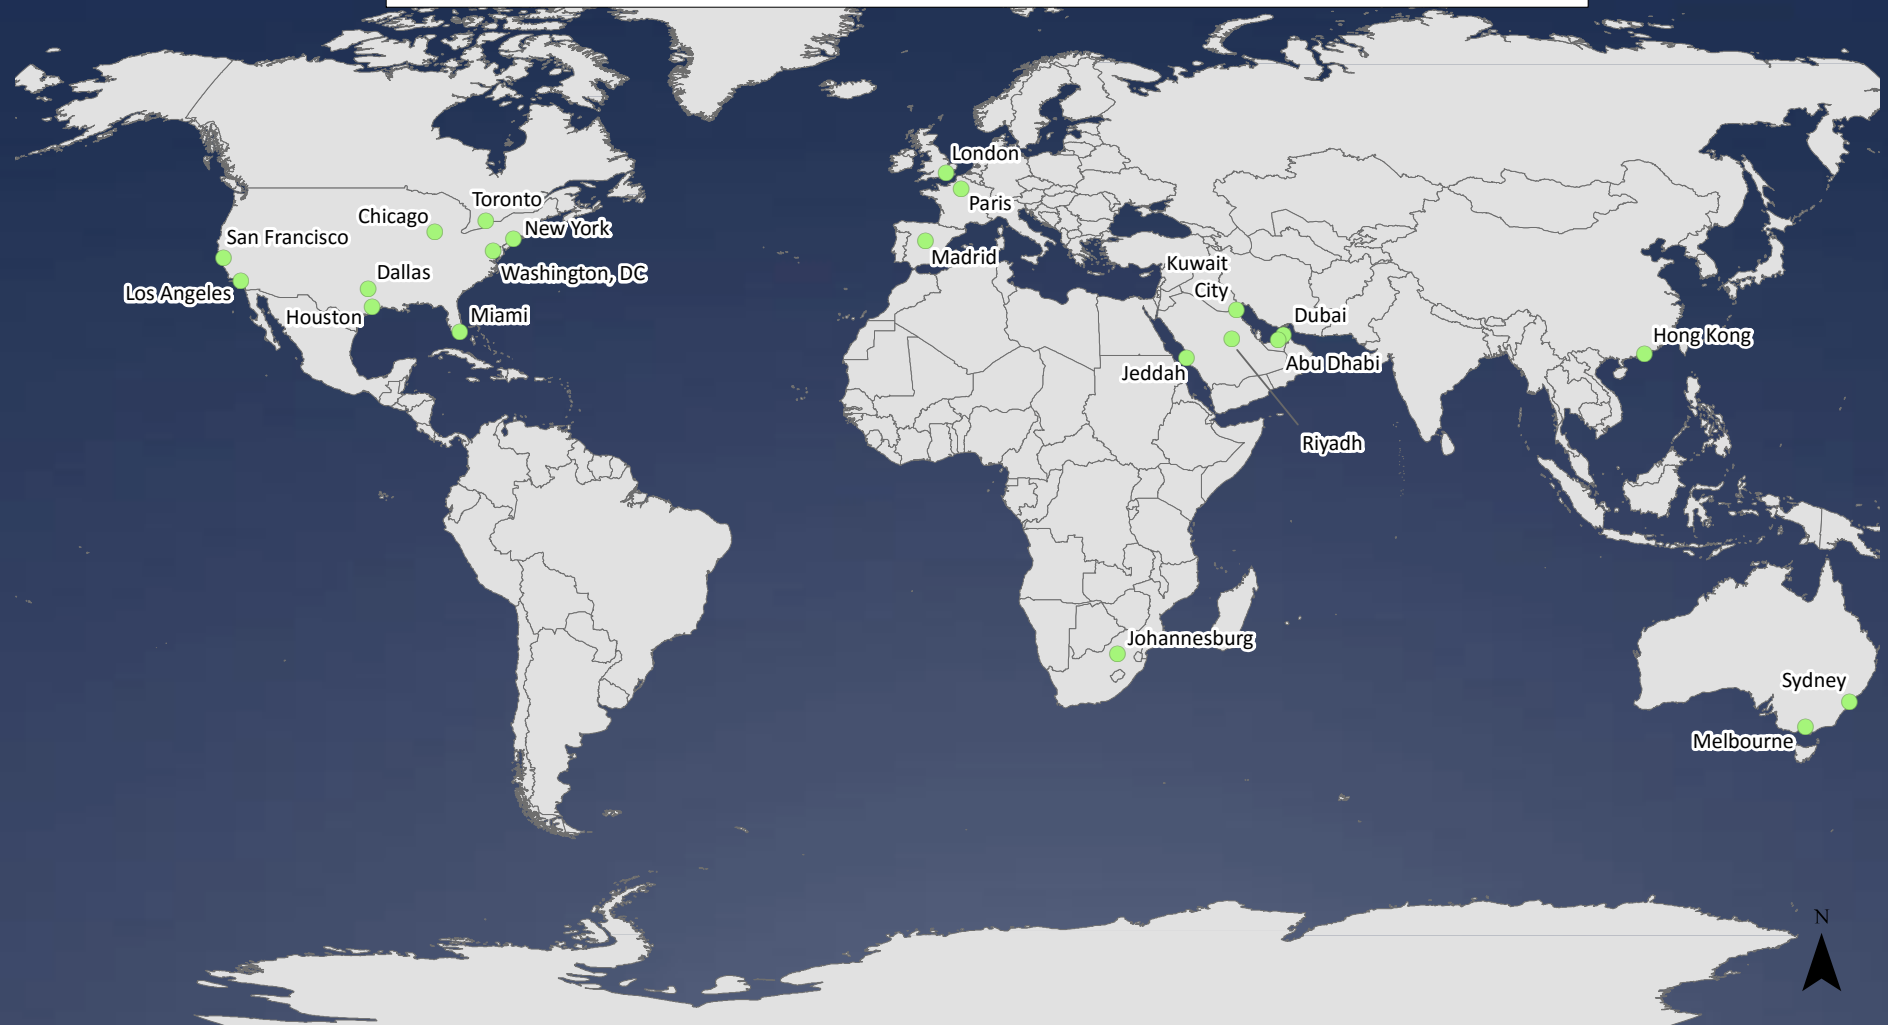 London
Toronto
Paris
Chicago
New York
San Francisco
Madrid
Washington, DC
Kuwait
City
Dallas
Los Angeles
Houston
Miami
Dubai
Hong Kong
Abu Dhabi
Jeddah
Riyadh
Johannesburg
Sydney
Melbourne
N